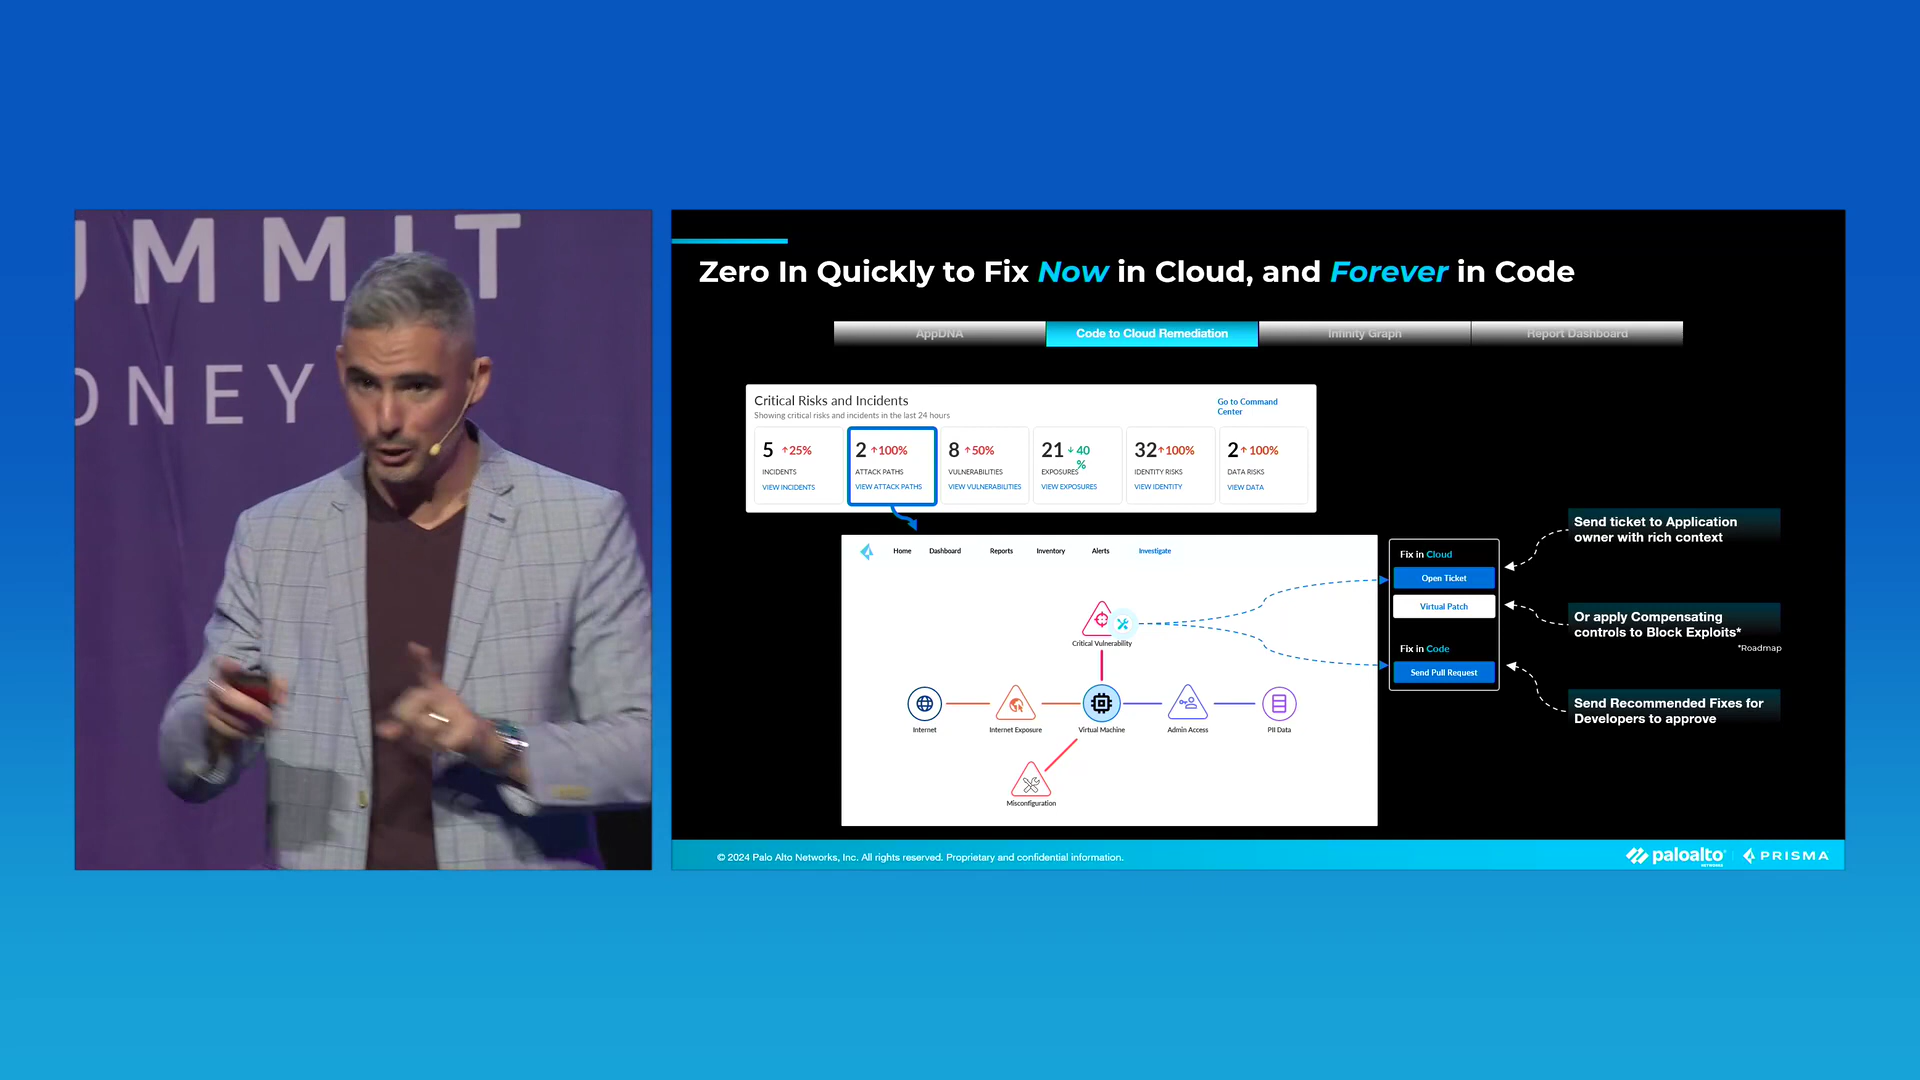 UMMIT
DNEY
Zero In Quickly to Fix Now in Cloud, and Forever in Code
AppDNA
Code to Cloud Remediation
Infinity Graph
Report Dashboard
Critical Risks and Incidents
Showing critical risks and incidents in the last 24 hours
Go to Command
Center
5 ↑25%
INCIDENTS
VIEW INCIDENTS
2 ↑100%
ATTACK PATHS
VIEW ATTACK PATHS
8 ↑50%
VULNERABILITIES
VIEW VULNERABILITIES
21 ↓40
%
EXPOSURES
VIEW EXPOSURES
32 ↑100%
IDENTITY RISKS
VIEW IDENTITY
2 ↑100%
DATA RISKS
VIEW DATA
Home
Dashboard
Reports
Inventory
Alerts
Investigate
Critical Vulnerability
Internet
Internet Exposure
Virtual Machine
Admin Access
PII Data
Misconfiguration
Fix in Cloud
Open Ticket
Virtual Patch
Fix in Code
Send Pull Request
Send ticket to Application
owner with rich context
Or apply Compensating
controls to Block Exploits*
*Roadmap
Send Recommended Fixes for
Developers to approve
© 2024 Palo Alto Networks, Inc. All rights reserved. Proprietary and confidential information.
paloalto
NETWORKS
PRISMA